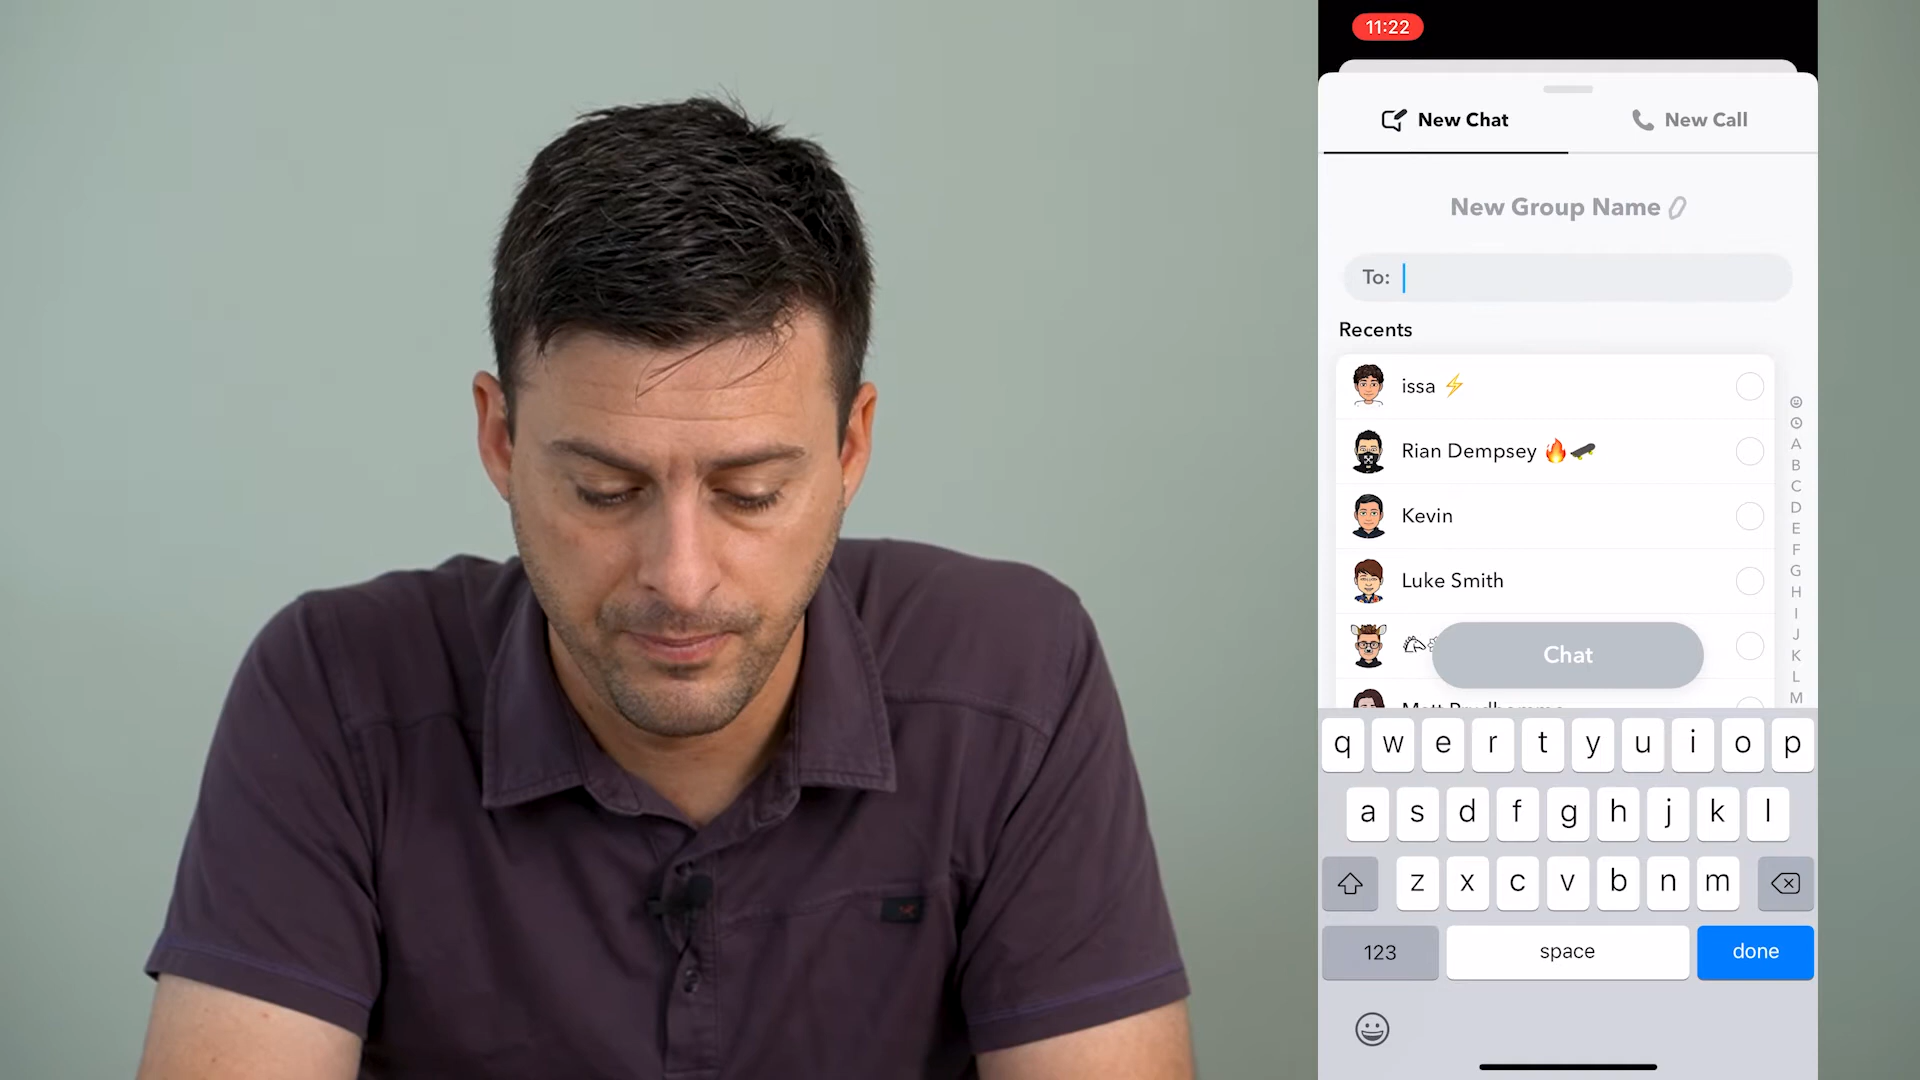 11:22
New Chat
New Call
New Group Name
To:
Recents
issa ⚡
Rian Dempsey 🔥🛹
Kevin
Luke Smith
Chat
q w e r t y u i o p
a s d f g h j k l
z x c v b n m
123 space done
A
B
C
D
E
F
G
H
I
J
K
L
M